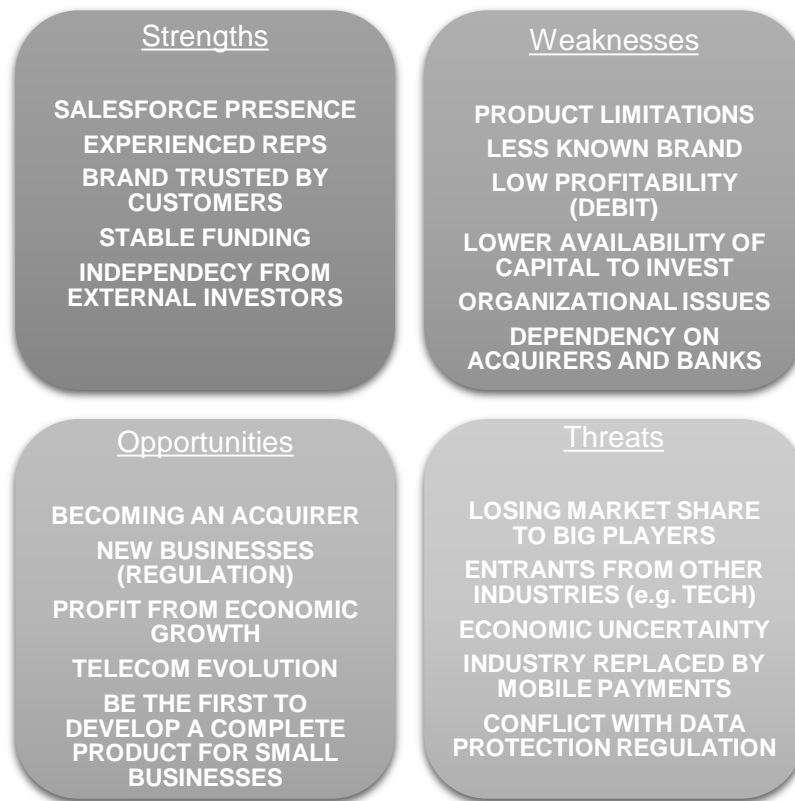 Strengths
SALESFORCE PRESENCE
EXPERIENCED REPS
BRAND TRUSTED BY
CUSTOMERS
STABLE FUNDING
INDEPENDECY FROM
EXTERNAL INVESTORS
Weaknesses
PRODUCT LIMITATIONS
LESS KNOWN BRAND
LOW PROFITABILITY
(DEBIT)
LOWER AVAILABILITY OF
CAPITAL TO INVEST
ORGANIZATIONAL ISSUES
DEPENDENCY ON
ACQUIRERS AND BANKS
Opportunities
BECOMING AN ACQUIRER
NEW BUSINESSES
(REGULATION)
PROFIT FROM ECONOMIC
GROWTH
TELECOM EVOLUTION
BE THE FIRST TO
DEVELOP A COMPLETE
PRODUCT FOR SMALL
BUSINESSES
Threats
LOSING MARKET SHARE
TO BIG PLAYERS
ENTRANTS FROM OTHER
INDUSTRIES (e.g. TECH)
ECONOMIC UNCERTAINTY
INDUSTRY REPLACED BY
MOBILE PAYMENTS
CONFLICT WITH DATA
PROTECTION REGULATION